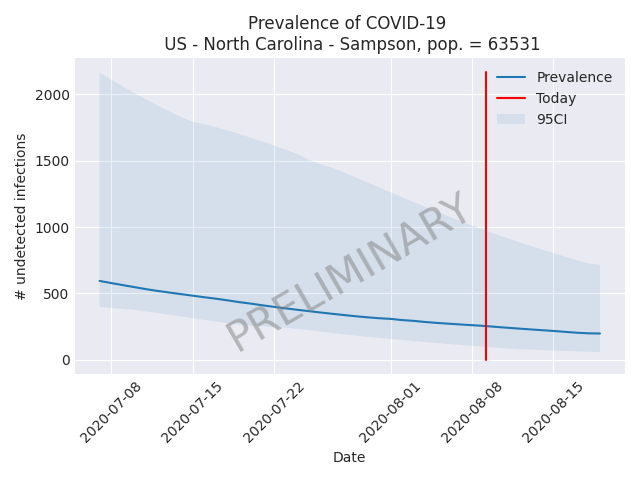 Prevalence of COVID-19
US - North Carolina - Sampson, pop. = 63531
Prevalence
Today
95CI
2000
1500
1000
500
0
# undetected infections
PRELIMINARY
2020-07-08
2020-07-15
2020-07-22
2020-08-01
2020-08-08
2020-08-15
Date